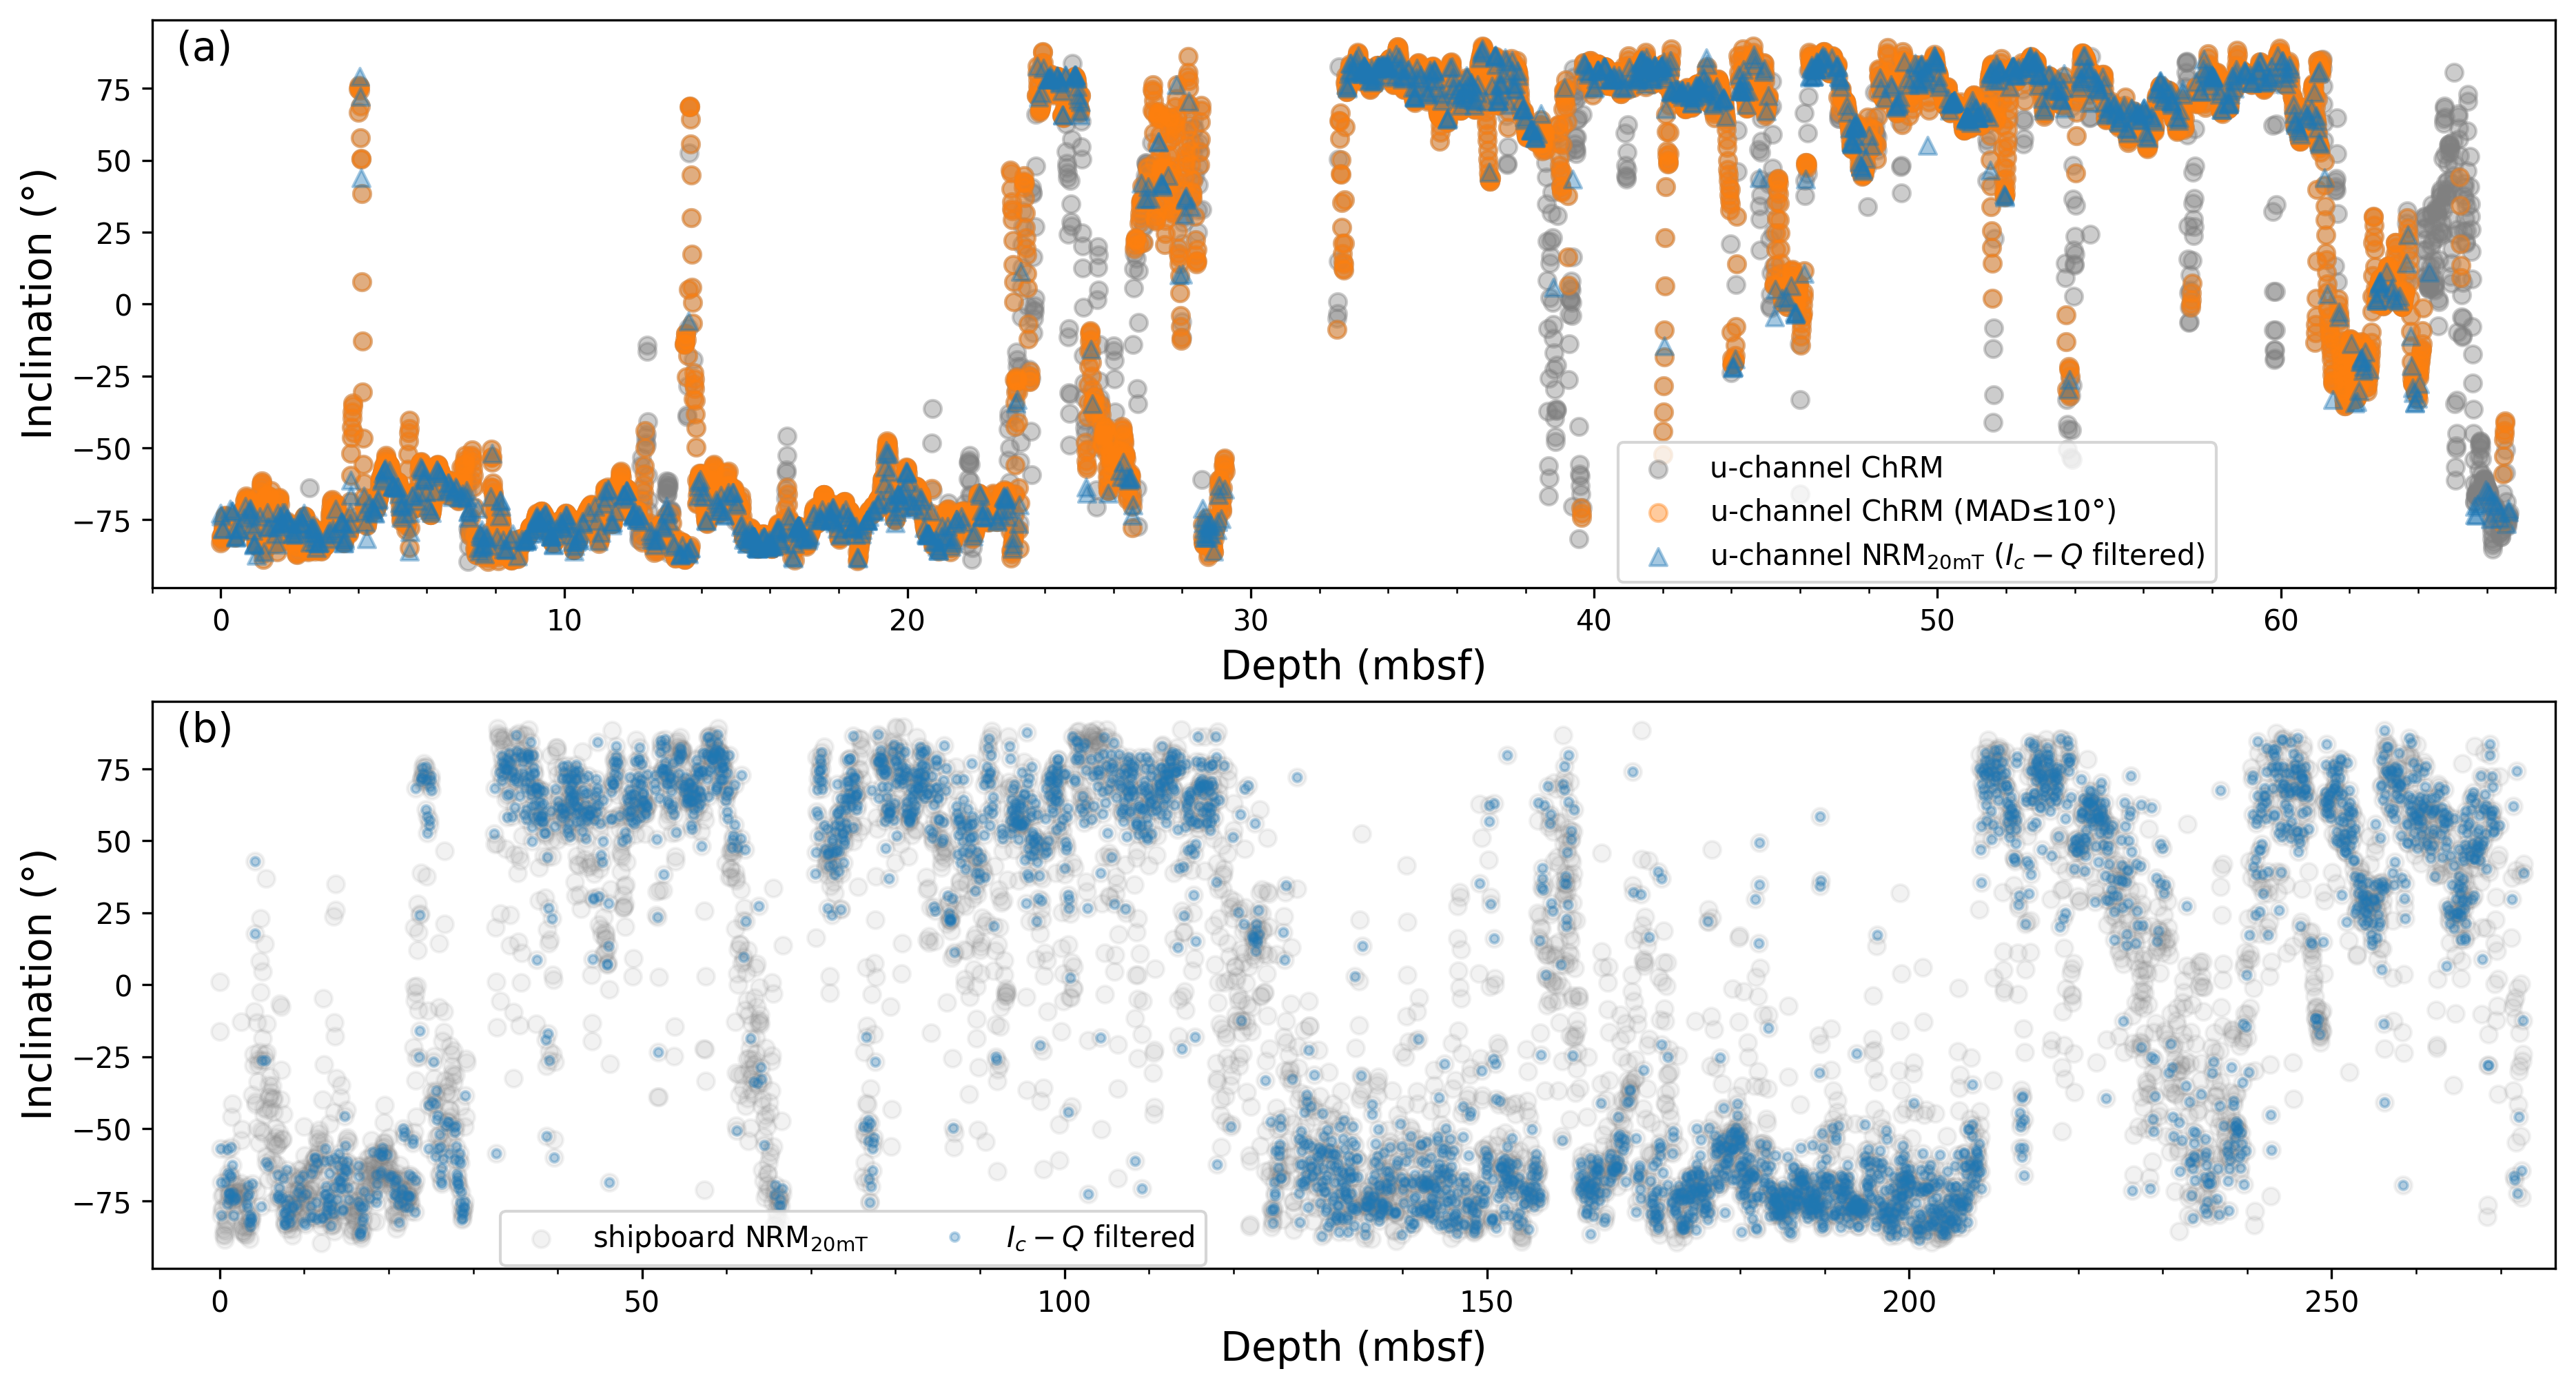 (a)
Inclination (°)
75
50
25
0
−25
−50
−75
u-channel ChRM
u-channel ChRM (MAD≤10°)
u-channel NRM20mT (Ic − Q filtered)
0 10 20 30 40 50 60
Depth (mbsf)
(b)
Inclination (°)
75
50
25
0
−25
−50
−75
shipboard NRM20mT Ic − Q filtered
0 50 100 150 200 250
Depth (mbsf)